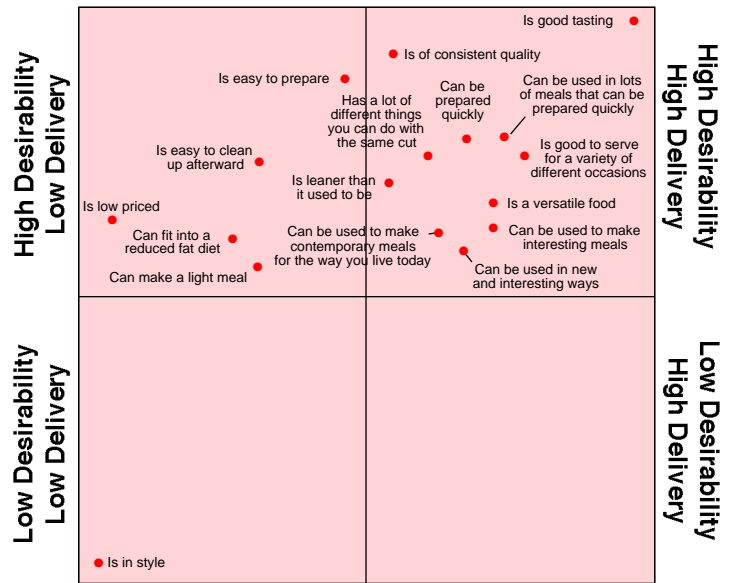 Is good tasting
Is of consistent quality
Is easy to prepare
Can be
prepared
quickly
Can be used in lots
of meals that can be
prepared quickly
Has a lot of
different things
you can do with
the same cut
Is easy to clean
up afterward
Is good to serve
for a variety of
different occasions
Is leaner than
it used to be
Is low priced
Is a versatile food
Can fit into a
reduced fat diet
Can be used to make
contemporary meals
for the way you live today
Can be used to make
interesting meals
Can make a light meal
Can be used in new
and interesting ways
Is in style
High Desirability
Low Delivery
High Desirability
High Delivery
Low Desirability
Low Delivery
Low Desirability
High Delivery